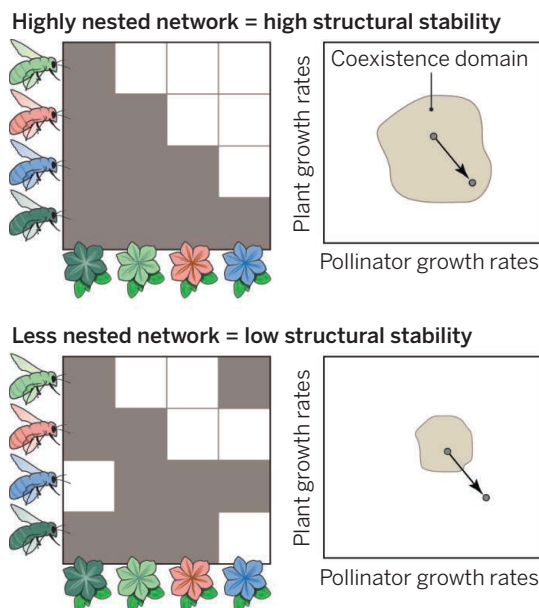 Highly nested network = high structural stability
Plant growth rates
Coexistence domain
Pollinator growth rates
Less nested network = low structural stability
Plant growth rates
Pollinator growth rates